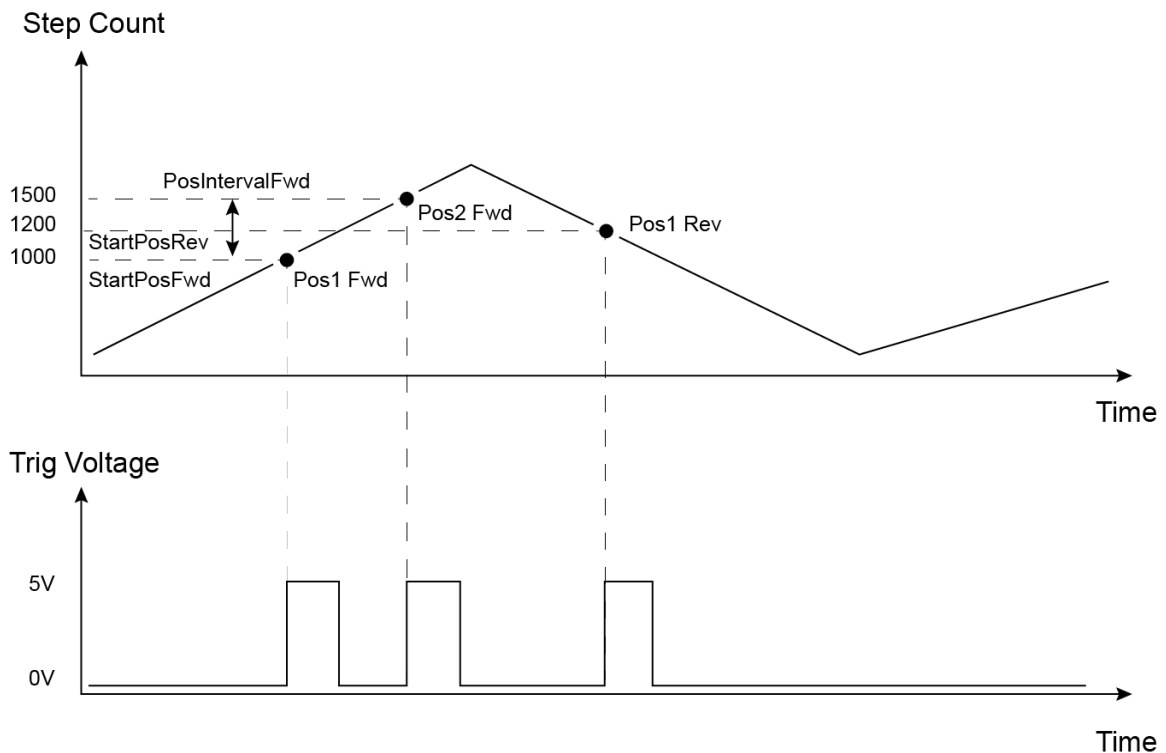 Step Count
1500
PosIntervalFwd
Pos2 Fwd
1200
Pos1 Rev
StartPosRev
1000
StartPosFwd
Pos1 Fwd
Time
Trig Voltage
5V
0V
Time